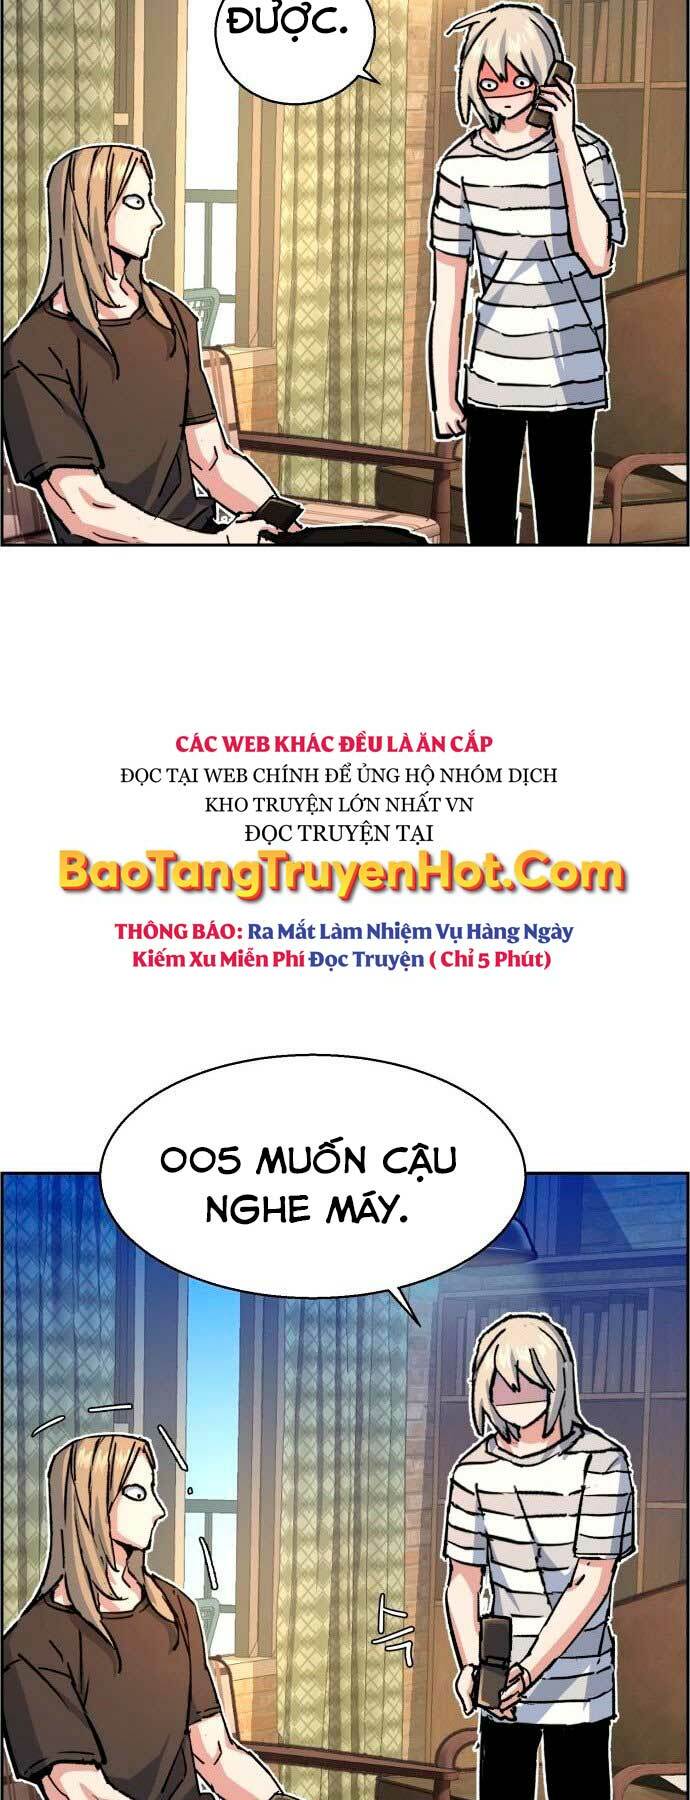 ĐƯỢC.
CÁC WEB KHÁC ĐỀU LÀ ĂN CẮP
ĐỌC TẠI WEB CHÍNH ĐỂ ỦNG HỘ NHÓM DỊCH
KHO TRUYỆN LỚN NHẤT VN
ĐỌC TRUYỆN TẠI
BaoTangTruyenHot.Com
THÔNG BÁO: Ra Mắt Làm Nhiệm Vụ Hàng Ngày
Kiếm Xu Miễn Phí Đọc Truyện ( Chỉ 5 Phút)
005 MUỐN CẬU
NGHE MÁY.